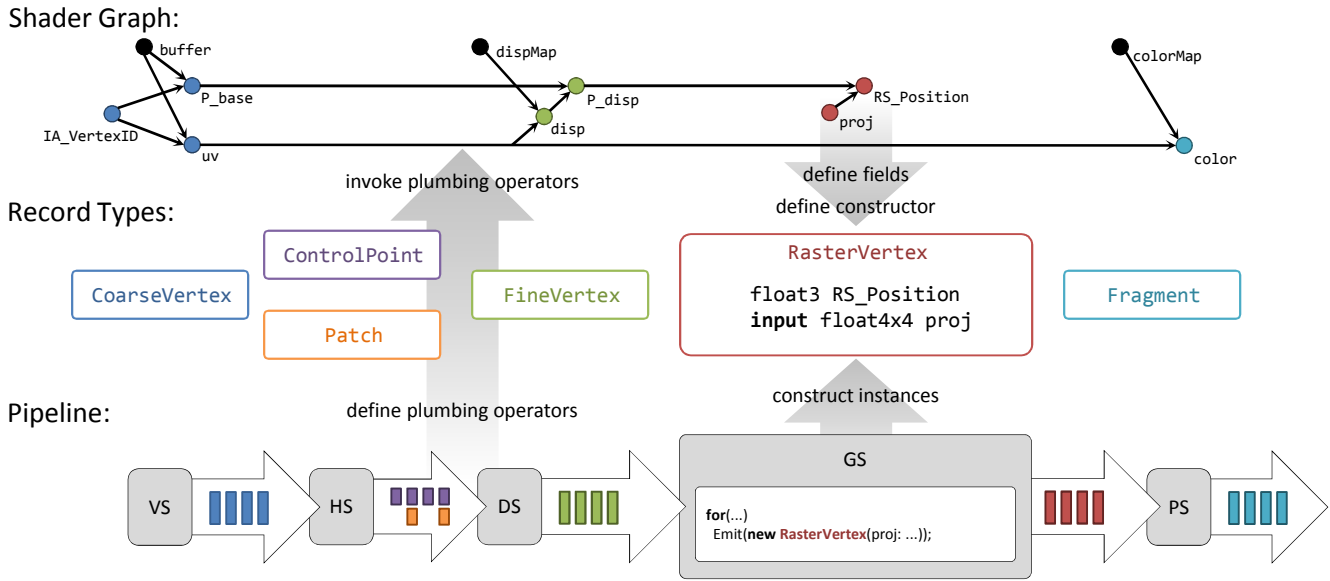 Shader Graph:
buffer
dispMap
colorMap
P_base
P_disp
RS_Position
IA_VertexID
disp
proj
uv
color
invoke plumbing operators
define fields
Record Types:
define constructor
ControlPoint
RasterVertex
CoarseVertex
FineVertex
float3 RS_Position
Fragment
Patch
input float4x4 proj
Pipeline:
define plumbing operators
construct instances
VS
HS
DS
GS
for(...)
Emit(new RasterVertex(proj: ...));
PS